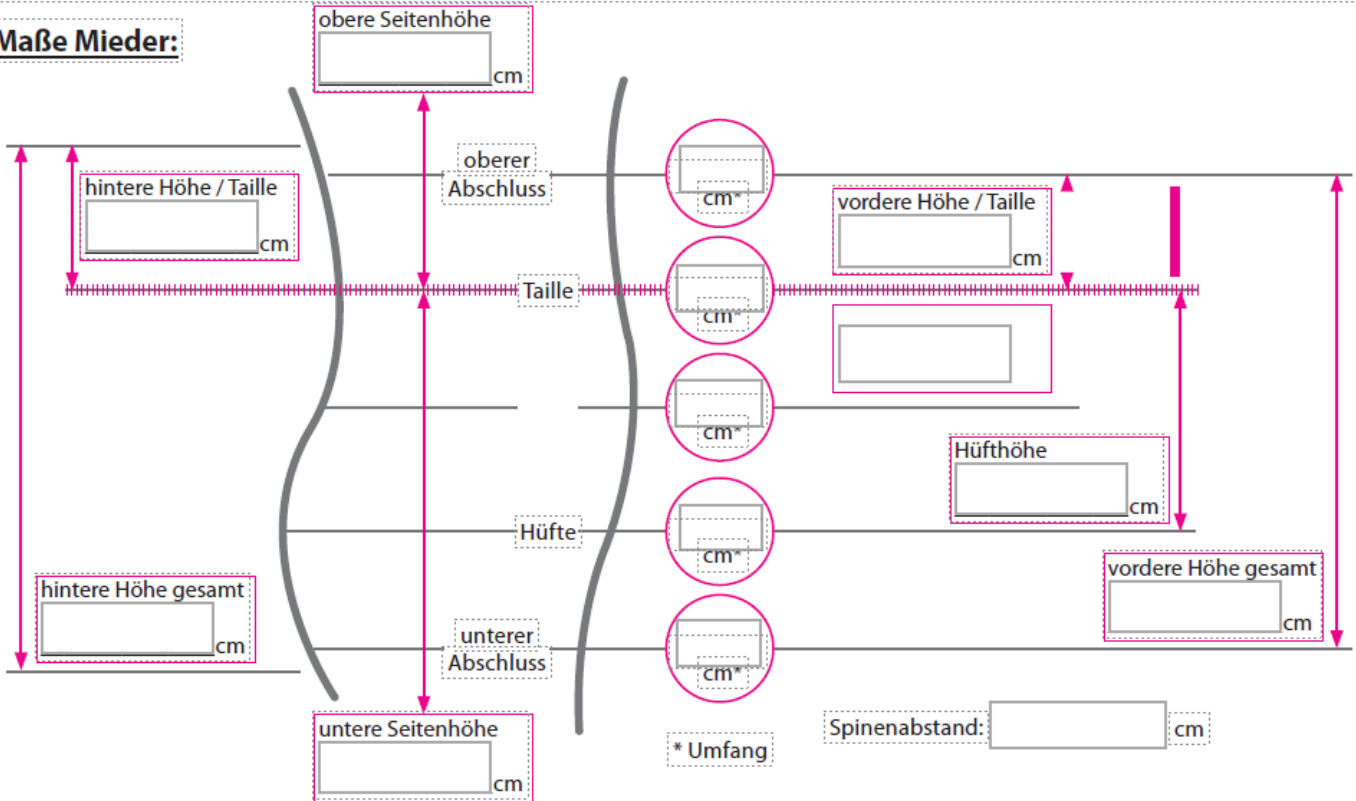 Maße Mieder:
obere Seitenhöhe
cm
oberer
Abschluss
cm*
hintere Höhe / Taille
cm
vordere Höhe / Taille
cm
Taille
cm*
cm*
Hüfthöhe
cm
Hüfte
cm*
hintere Höhe gesamt
cm
vordere Höhe gesamt
cm
unterer
Abschluss
cm*
untere Seitenhöhe
cm
* Umfang
Spinenabstand: cm